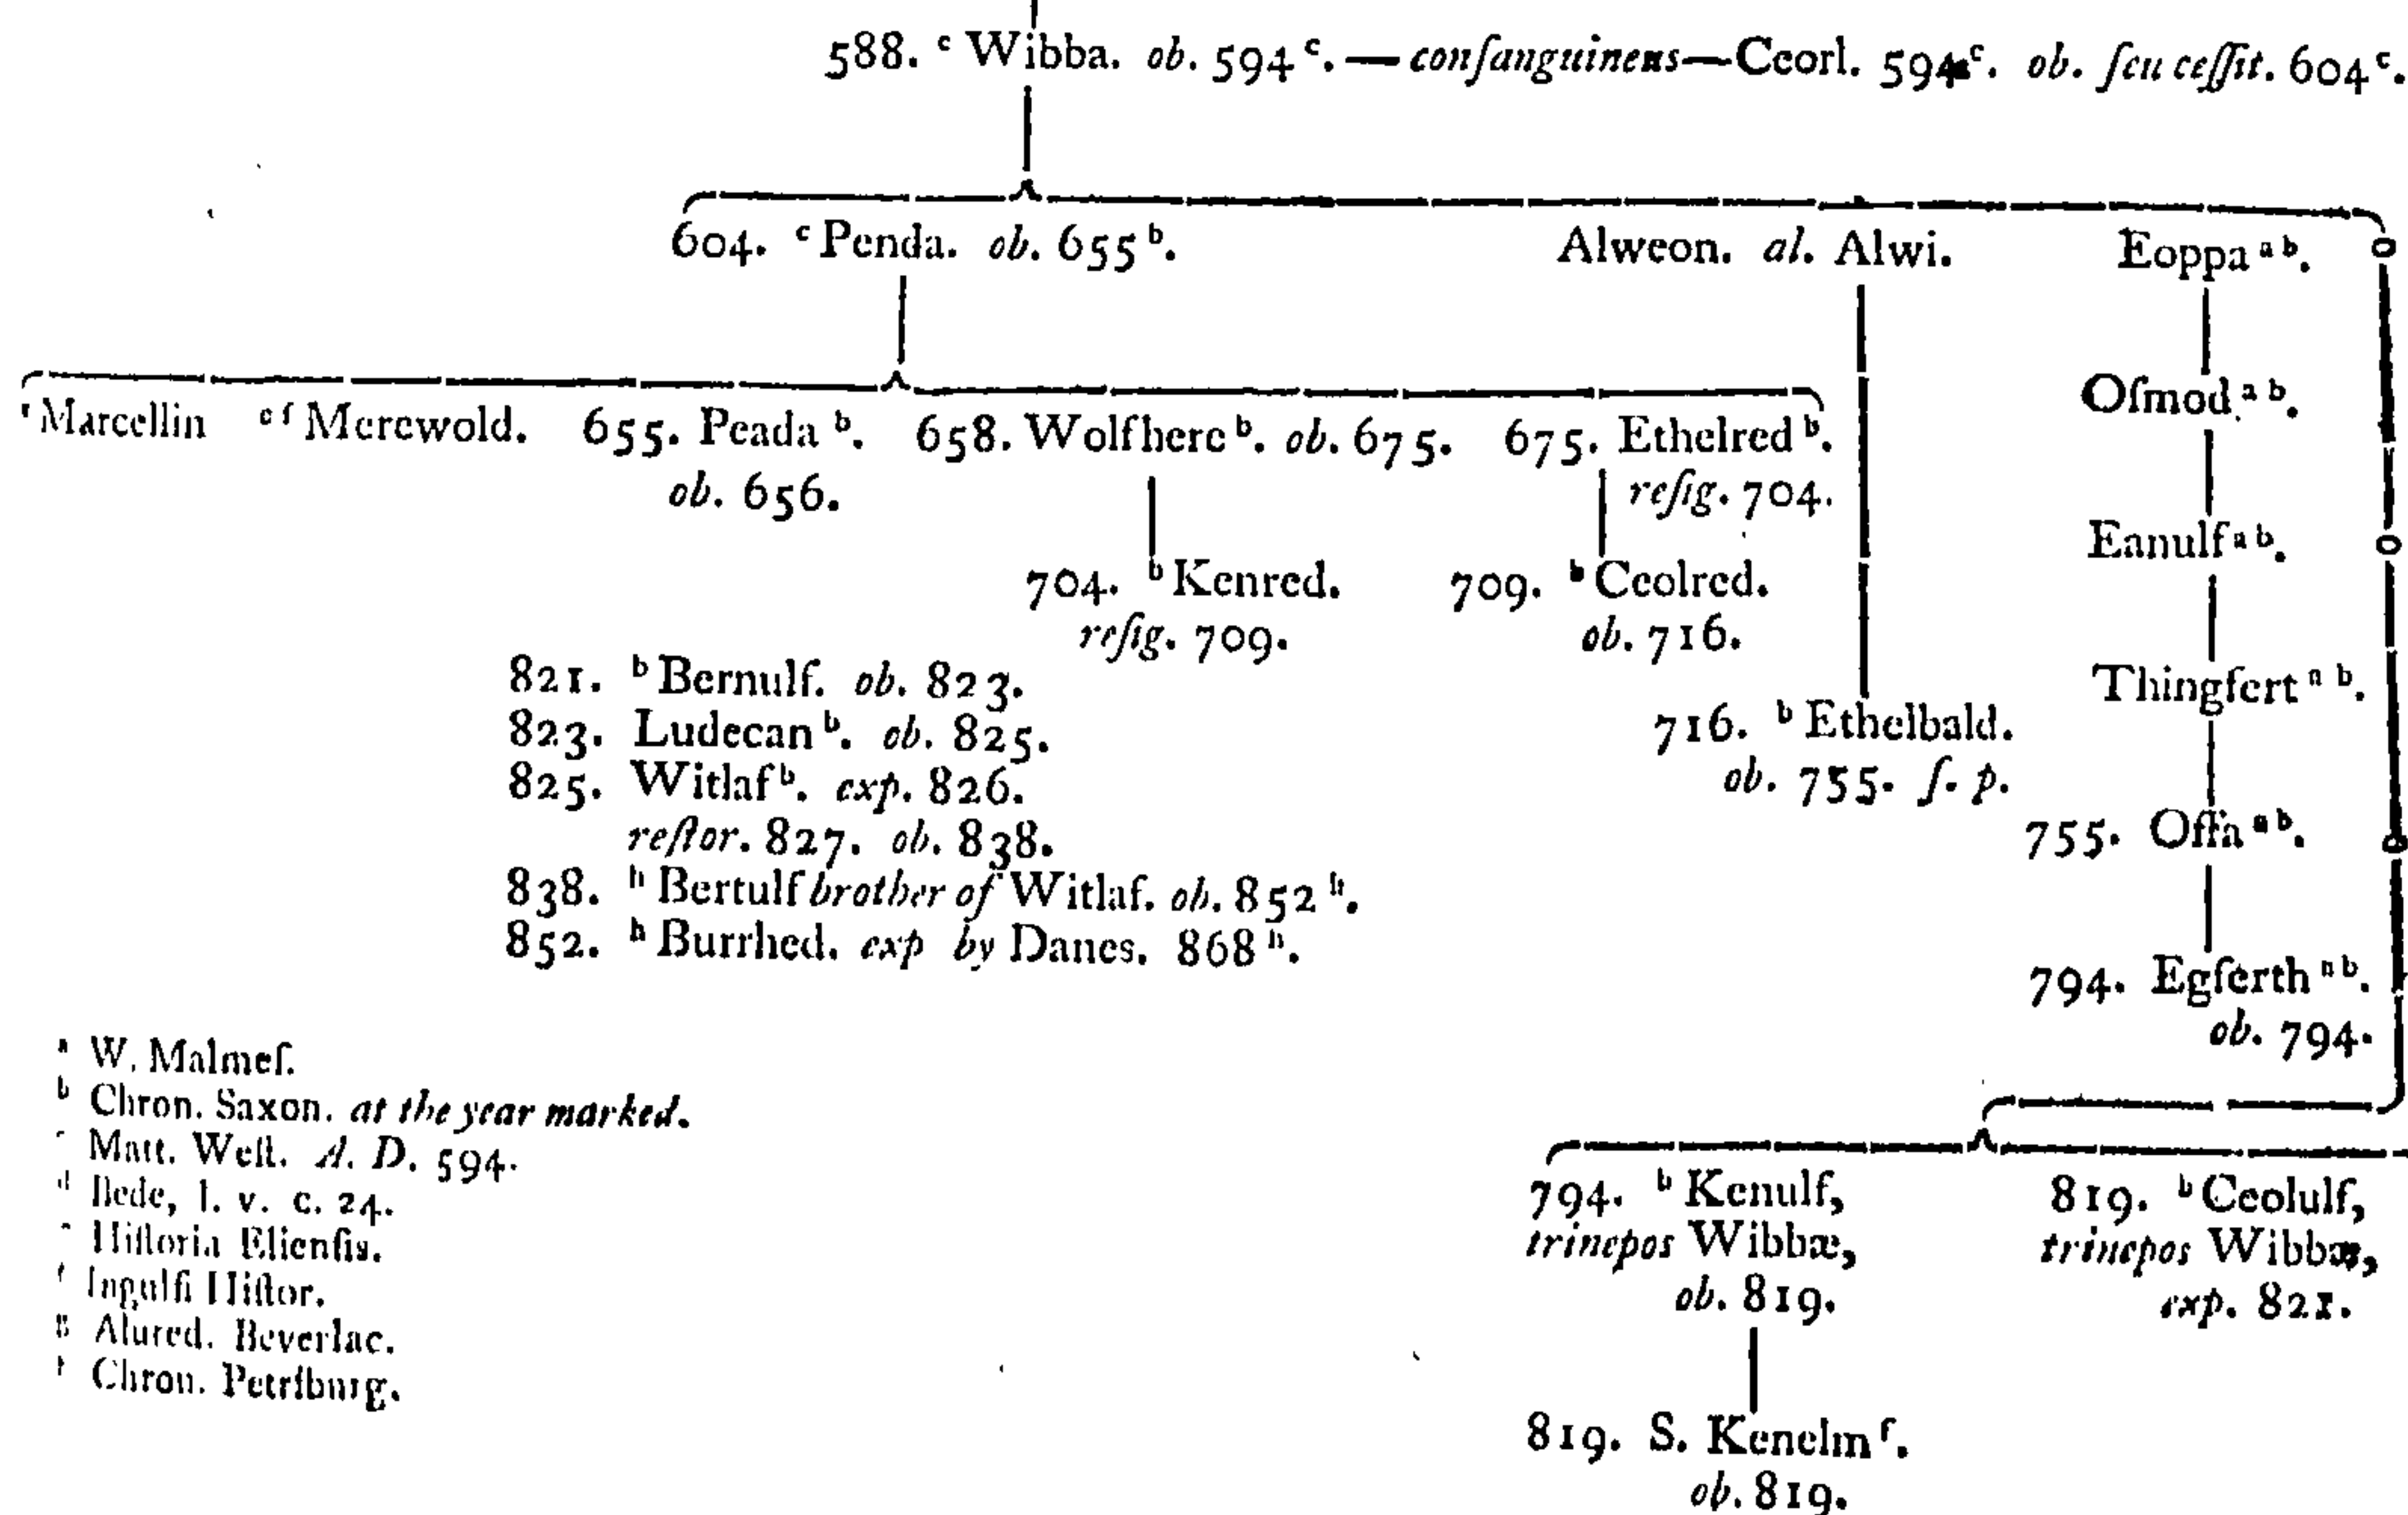 588. ᶜ Wibba. ob. 594 ᶜ. — conſanguineus — Ceorl. 594 ᶜ. ob. ſeu ceſſit. 604 ᶜ.
604. ᶜ Penda. ob. 655 ᵇ. Alweon. al. Alwi. Eoppa ᵃ ᵇ. o
Marcellin ᵉ ᶠ Merewold. 655. Peada ᵇ. 658. Wolfhere ᵇ. ob. 675. 675. Ethelred ᵇ. Oſmod ᵃ ᵇ.
ob. 656. reſig. 704.
704. ᵇ Kenred. 709. ᵇ Ceolred. Eanulf ᵃ ᵇ. o
reſig. 709. ob. 716.
821. ᵇ Bernulf. ob. 823. Thingfert ᵃ ᵇ.
823. Ludecan ᵇ. ob. 825. 716. ᵇ Ethelbald.
825. Witlaf ᵇ. exp. 826. ob. 755. ſ. p.
reſtor. 827. ob. 838. 755. Offa ᵃ ᵇ. o
838. ʰ Bertulf brother of Witlaf. ob. 852 ʰ.
852. ʰ Burrhed. exp by Danes. 868 ʰ. 794. Egferth ᵃ ᵇ.
ob. 794.
ᵃ W. Malmeſ.
ᵇ Chron. Saxon. at the year marked.
Matt. Weſt. A. D. 594.
ᵈ Bede, l. v. c. 24.
Hiſtoria Elienſis.
ᶠ Ingulfi Hiſtor.
ᵍ Alured. Beverlac.
Chron. Petriburg.
794. ᵇ Kenulf, 819. ᵇ Ceolulf,
trinepos Wibbæ, trinepos Wibbæ,
ob. 819. exp. 821.
819. S. Kenelm ᶠ.
ob. 819.